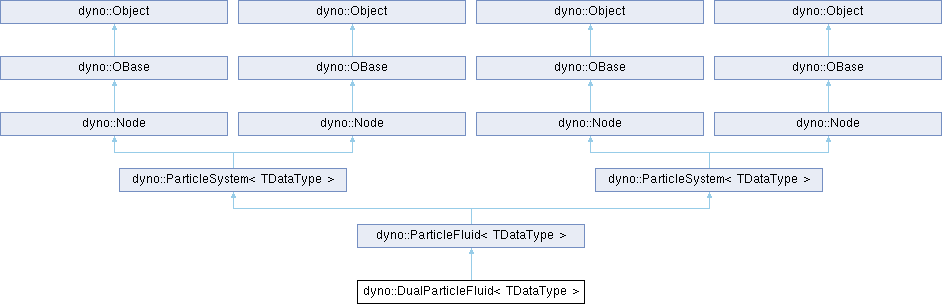 dyno::Object
dyno::Object
dyno::Object
dyno::Object
dyno::OBase
dyno::OBase
dyno::OBase
dyno::OBase
dyno::Node
dyno::Node
dyno::Node
dyno::Node
dyno::ParticleSystem< TDataType >
dyno::ParticleSystem< TDataType >
dyno::ParticleFluid< TDataType >
dyno::DualParticleFluid< TDataType >